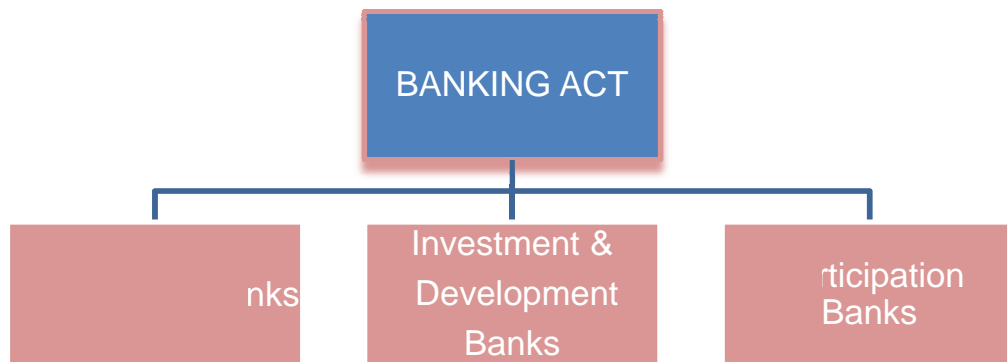 BANKING ACT
nks
Investment &
Development
Banks
rticipation
Banks